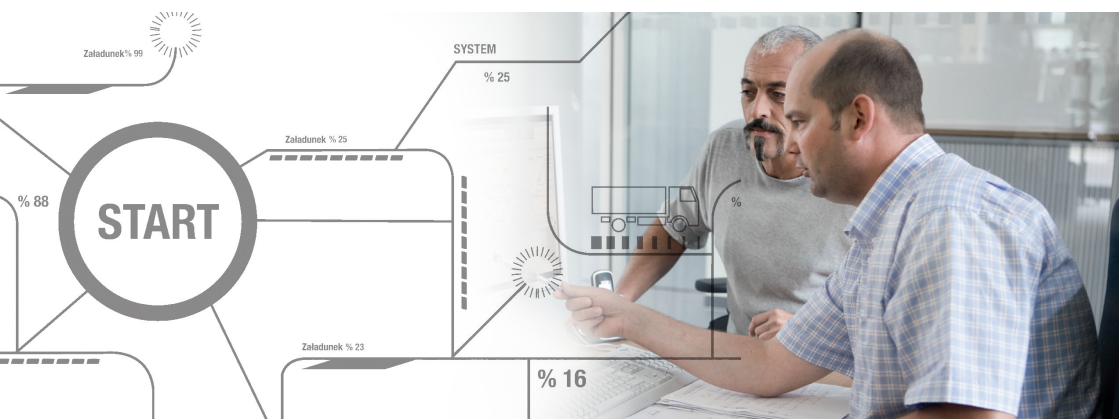 Załadunek% 99
SYSTEM
% 25
Załadunek % 25
% 88
START
%
Załadunek % 23
% 16